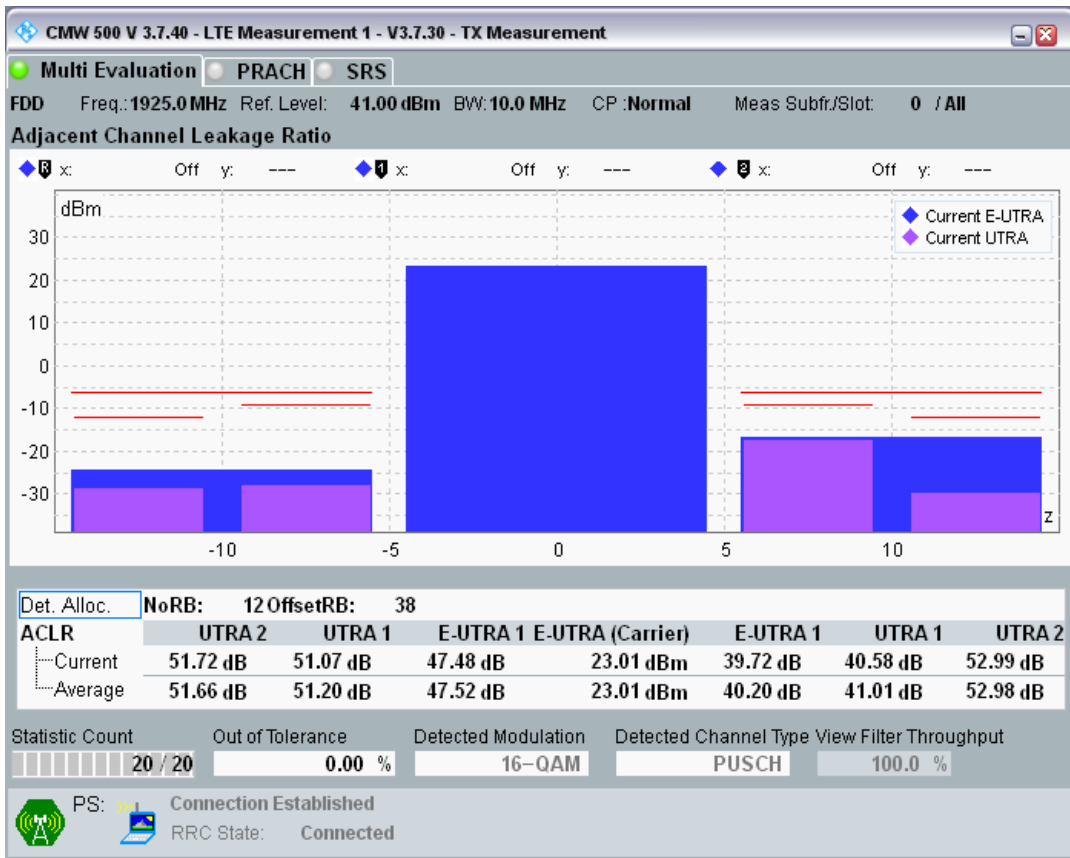 CMW 500 V 3.7.40 - LTE Measurement 1 - V3.7.30 - TX Measurement
Multi Evaluation PRACH SRS
FDD Freq.:1925.0 MHz Ref. Level: 41.00 dBm BW:10.0 MHz CP :Normal Meas Subfr./Slot: 0 / All
Adjacent Channel Leakage Ratio
R x: Off y: --- 1 x: Off y: --- 2 x: Off y: ---
dBm
Current E-UTRA
Current UTRA
30
20
10
0
-10
-20
-30
z
-10 -5 0 5 10
Det. Alloc. NoRB: 12 OffsetRB: 38
ACLR UTRA 2 UTRA 1 E-UTRA 1 E-UTRA (Carrier) E-UTRA 1 UTRA 1 UTRA 2
Current 51.72 dB 51.07 dB 47.48 dB 23.01 dBm 39.72 dB 40.58 dB 52.99 dB
Average 51.66 dB 51.20 dB 47.52 dB 23.01 dBm 40.20 dB 41.01 dB 52.98 dB
Statistic Count Out of Tolerance Detected Modulation Detected Channel Type View Filter Throughput
20 / 20 0.00 % 16-QAM PUSCH 100.0 %
PS: Connection Established
RRC State: Connected